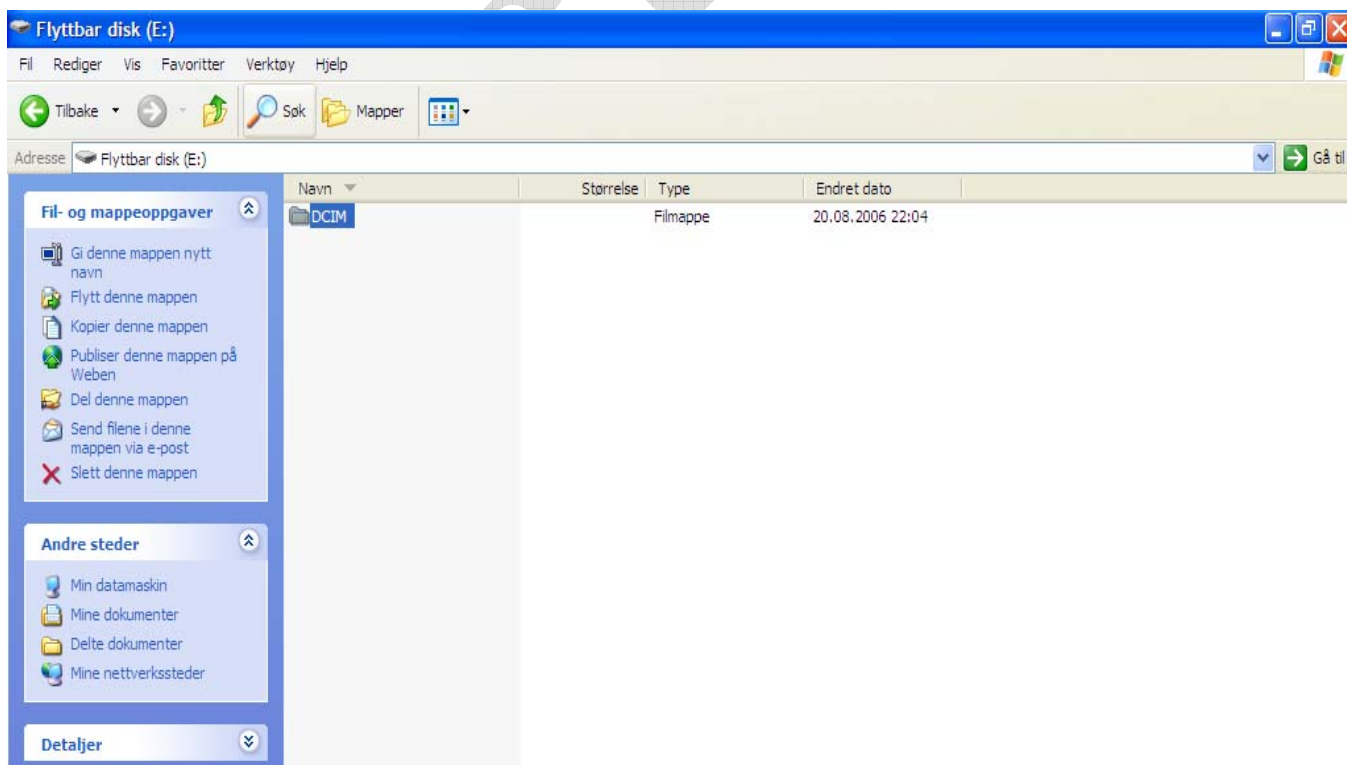 Flyttbar disk (E:)
Fil Rediger Vis Favoritter Verktøy Hjelp
Tilbake Søk Mapper
Adresse Flyttbar disk (E:) Gå til
Navn Størrelse Type Endret dato
DCIM Filmappe 20.08.2006 22:04
Fil- og mappeoppgaver
Gi denne mappen nytt
navn
Flytt denne mappen
Kopier denne mappen
Publiser denne mappen på
Weben
Del denne mappen
Send filene i denne
mappen via e-post
Slett denne mappen
Andre steder
Min datamaskin
Mine dokumenter
Delte dokumenter
Mine nettverkssteder
Detaljer